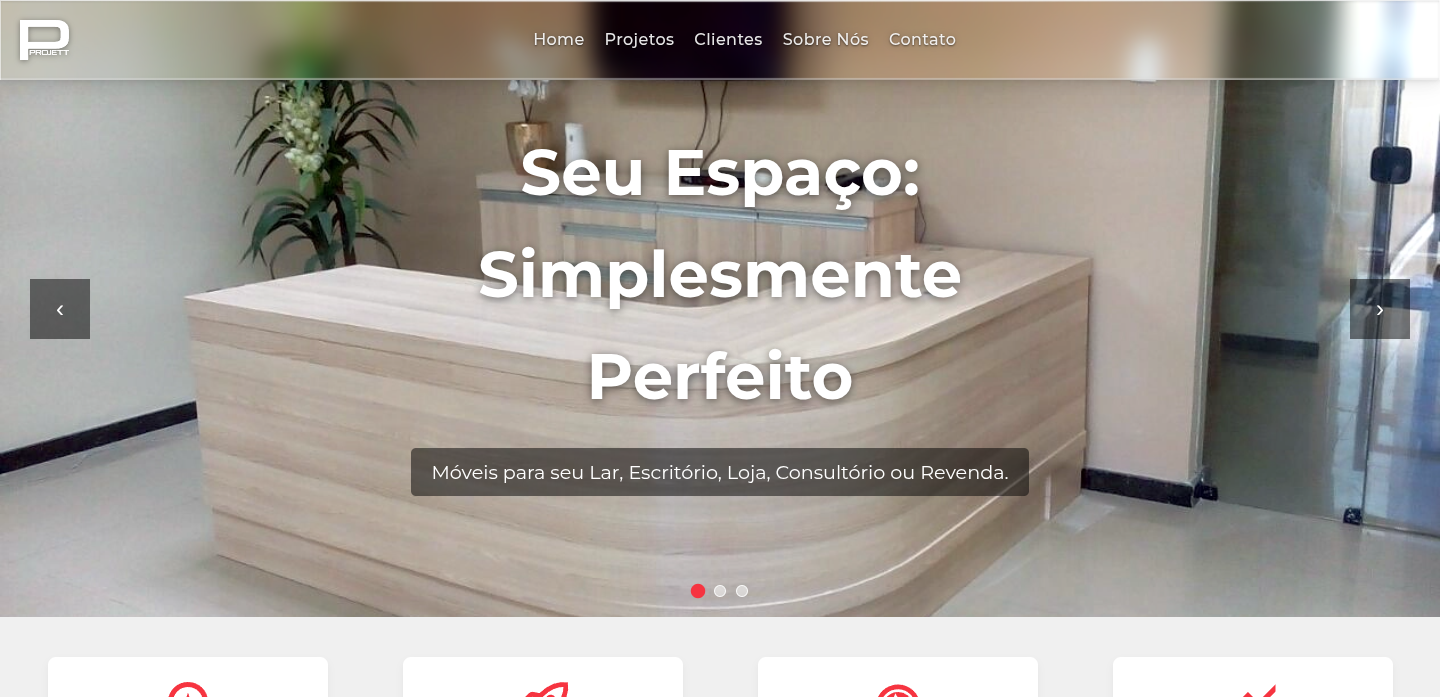 PROJETT
Home Projetos Clientes Sobre Nós Contato
Seu Espaço:
Simplesmente
Perfeito
‹
›
Móveis para seu Lar, Escritório, Loja, Consultório ou Revenda.